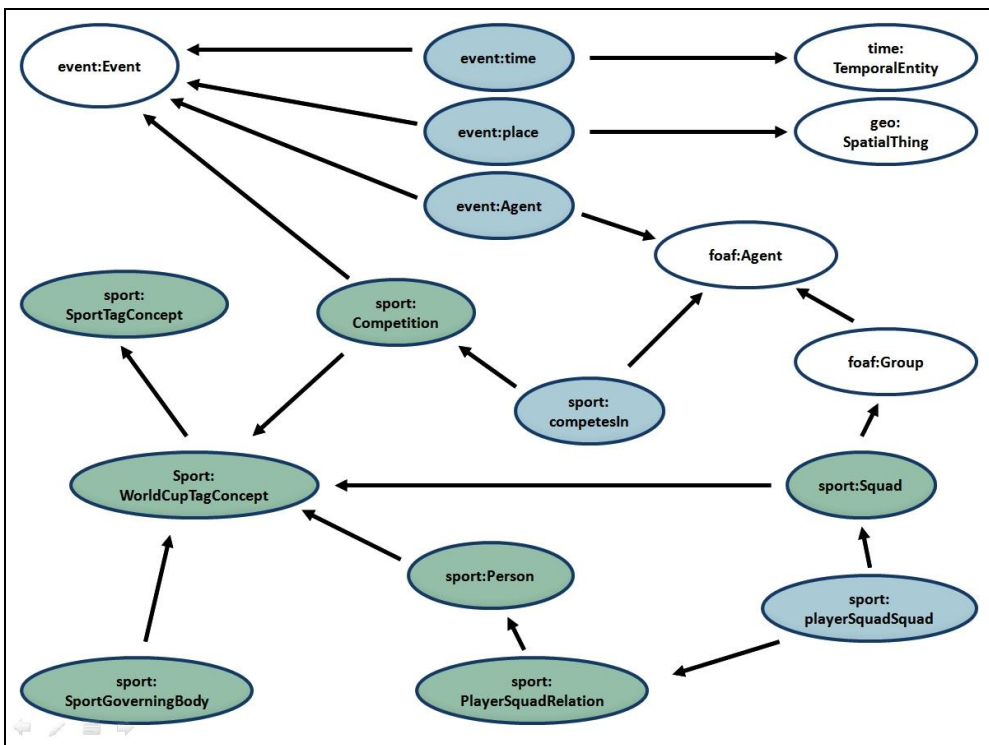 event:Event
event:time
time:
TemporalEntity
event:place
geo:
SpatialThing
event:Agent
foaf:Agent
sport:
SportTagConcept
sport:
Competition
foaf:Group
sport:
competesIn
Sport:
WorldCupTagConcept
sport:Squad
sport:Person
sport:
playerSquadSquad
sport:
SportGoverningBody
sport:
PlayerSquadRelation